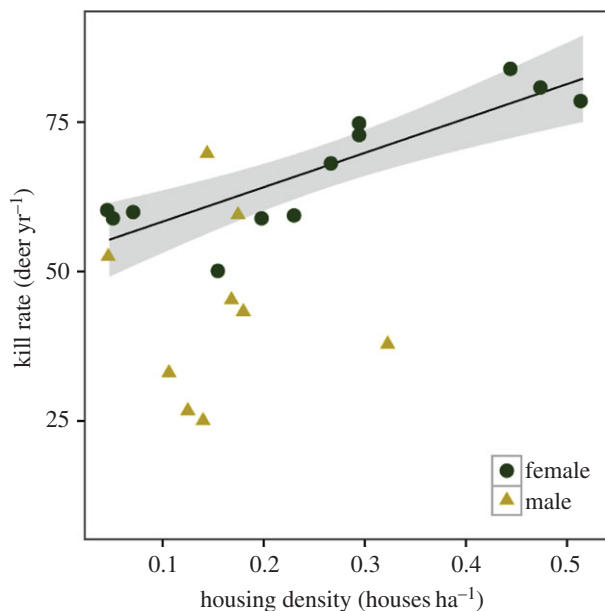 kill rate (deer yr⁻¹)
75
50
25
female
male
0.1 0.2 0.3 0.4 0.5
housing density (houses ha⁻¹)